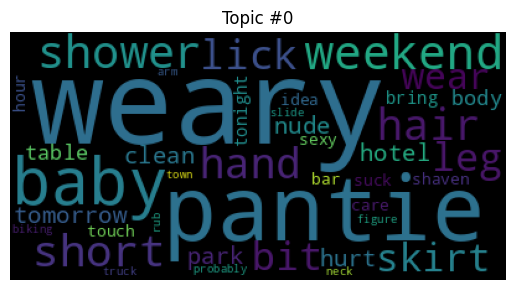 Topic #0
shower lick weekend
hour arm wear
weary tonight idea bring body
slide
nude hair
sexy
table clean hand hotel leg
baby town bar suck shaven
pantie
tomorrow touch rub care
figure
short park bit hurt skirt
biking
truck probably neck